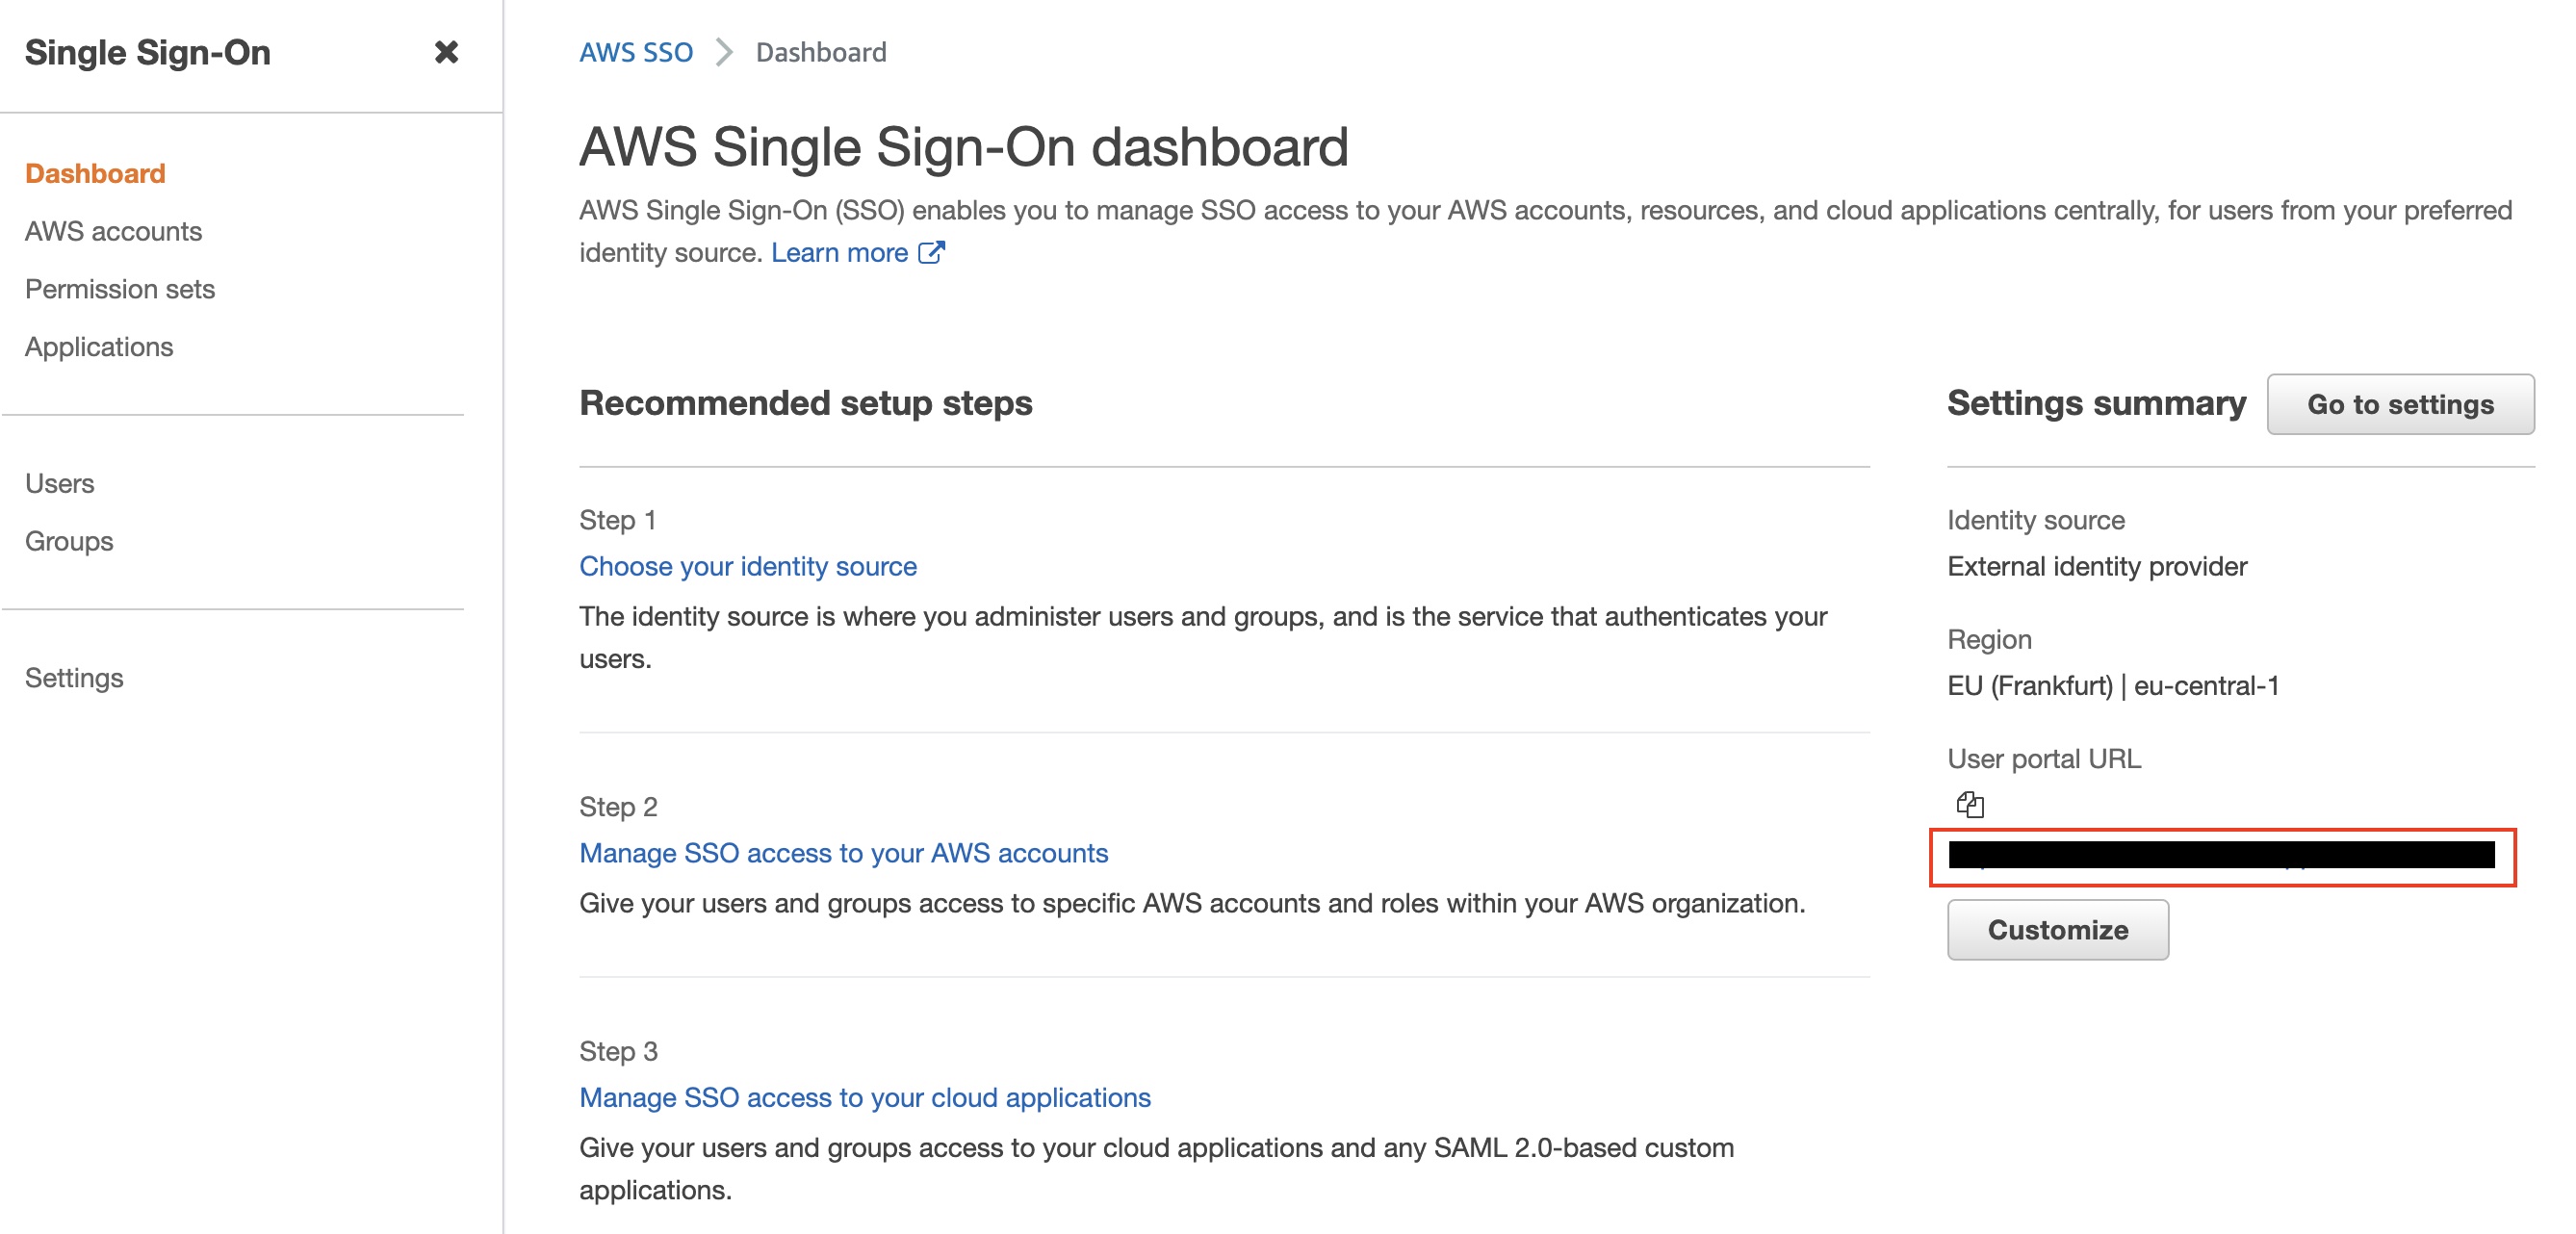 Single Sign-On
Dashboard
AWS accounts
Permission sets
Applications
Users
Groups
Settings
AWS SSO > Dashboard
AWS Single Sign-On dashboard
AWS Single Sign-On (SSO) enables you to manage SSO access to your AWS accounts, resources, and cloud applications centrally, for users from your preferred
identity source. Learn more
Recommended setup steps
Step 1
Choose your identity source
The identity source is where you administer users and groups, and is the service that authenticates your
users.
Step 2
Manage SSO access to your AWS accounts
Give your users and groups access to specific AWS accounts and roles within your AWS organization.
Step 3
Manage SSO access to your cloud applications
Give your users and groups access to your cloud applications and any SAML 2.0-based custom
applications.
Settings summary
Go to settings
Identity source
External identity provider
Region
EU (Frankfurt) | eu-central-1
User portal URL
Customize